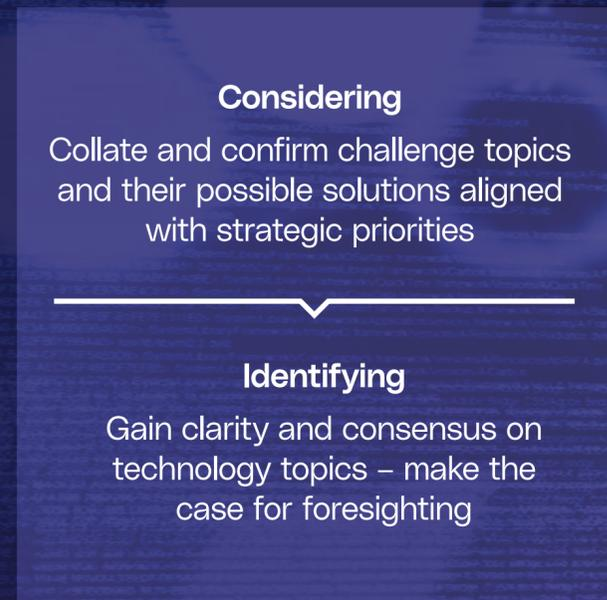 Considering
Collate and confirm challenge topics
and their possible solutions aligned
with strategic priorities
Identifying
Gain clarity and consensus on
technology topics – make the
case for foresighting